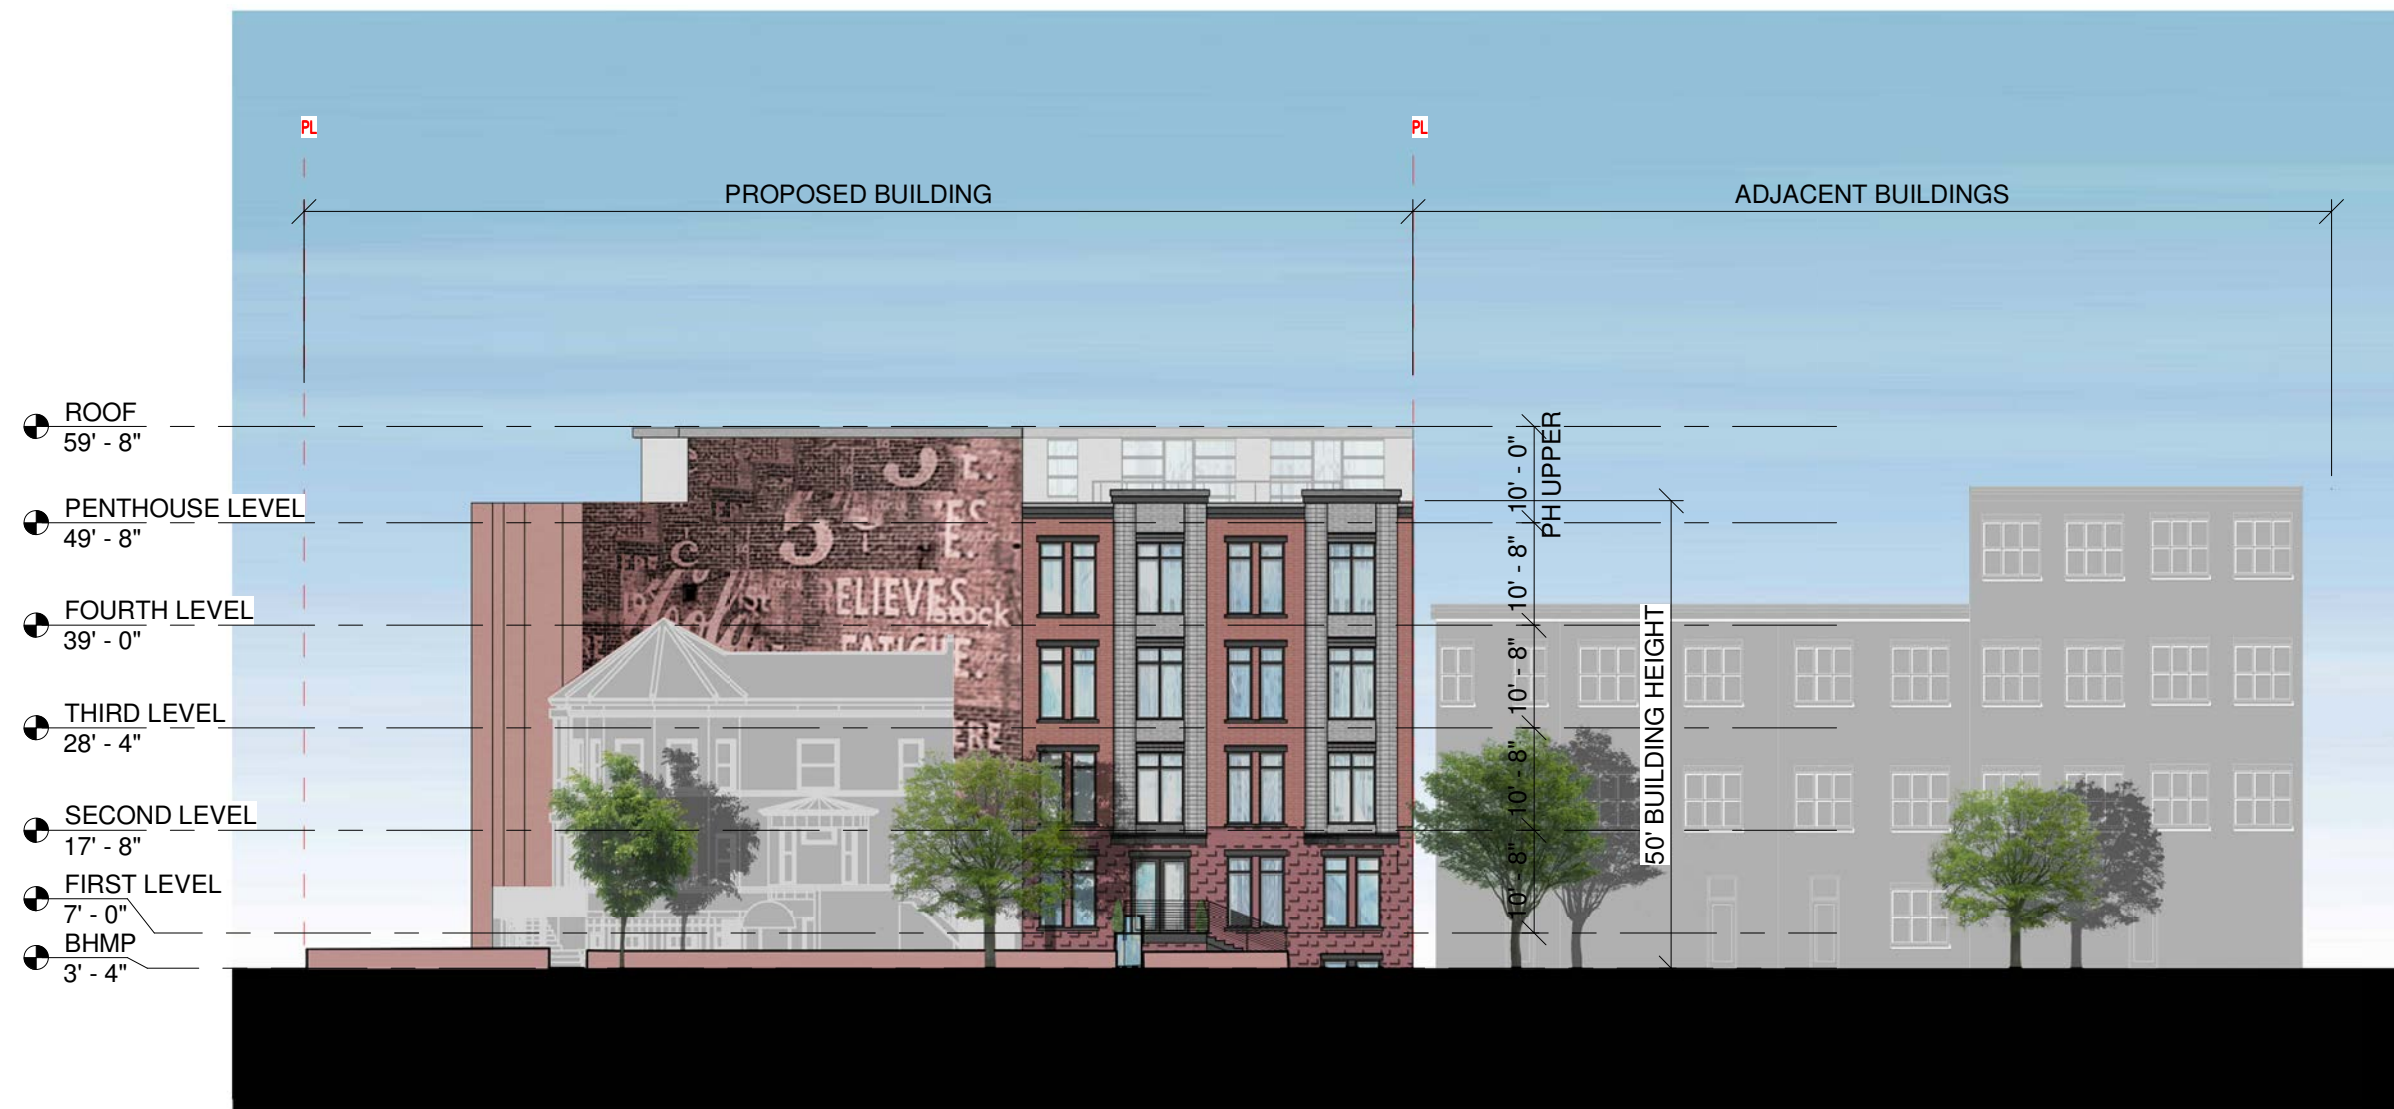 PL
PL
PROPOSED BUILDING
ADJACENT BUILDINGS
ROOF
59' - 8"
PENTHOUSE LEVEL
49' - 8"
FOURTH LEVEL
39' - 0"
THIRD LEVEL
28' - 4"
SECOND LEVEL
17' - 8"
FIRST LEVEL
7' - 0"
BHMP
3' - 4"
5
RELIEVES
iStock
FATIGUE.
10' - 0"
PH UPPER
10' - 8"
10' - 8"
10' - 8"
10' - 8"
50' BUILDING HEIGHT